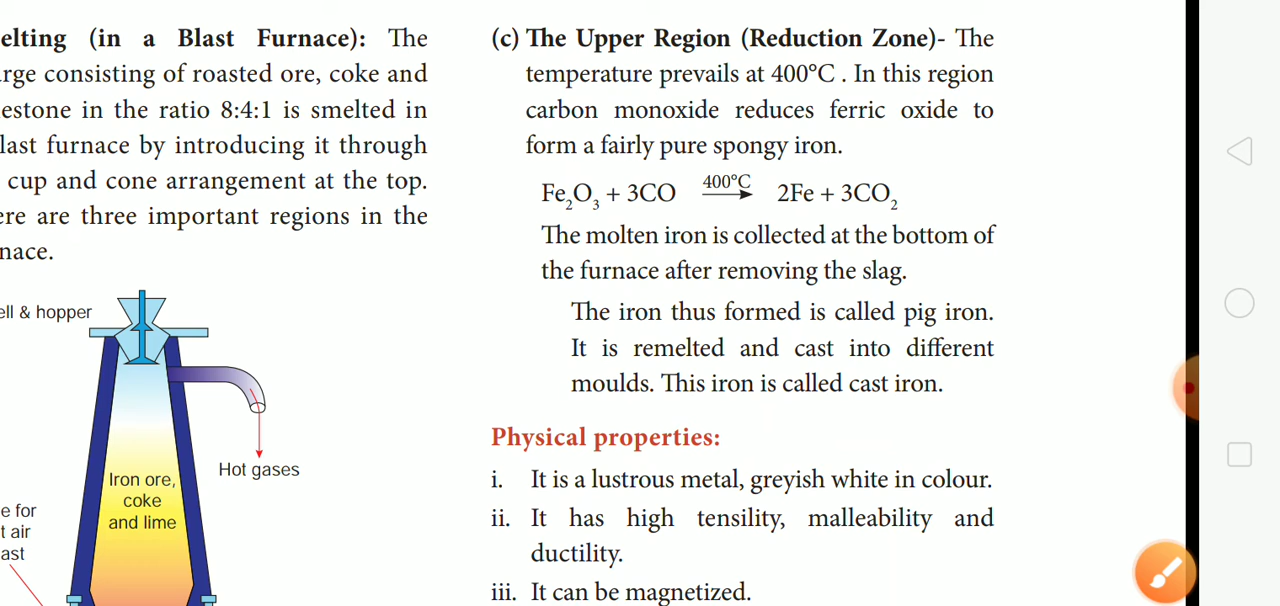 elting (in a Blast Furnace): The
arge consisting of roasted ore, coke and
estone in the ratio 8:4:1 is smelted in
last furnace by introducing it through
cup and cone arrangement at the top.
ere are three important regions in the
nace.
ell & hopper
Hot gases
Iron ore,
coke
and lime
e for
t air
ast
(c) The Upper Region (Reduction Zone)- The
temperature prevails at 400°C . In this region
carbon monoxide reduces ferric oxide to
form a fairly pure spongy iron.
Fe₂O₃ + 3CO 400°C → 2Fe + 3CO₂
The molten iron is collected at the bottom of
the furnace after removing the slag.
The iron thus formed is called pig iron.
It is remelted and cast into different
moulds. This iron is called cast iron.
Physical properties:
i. It is a lustrous metal, greyish white in colour.
ii. It has high tensility, malleability and
ductility.
iii. It can be magnetized.